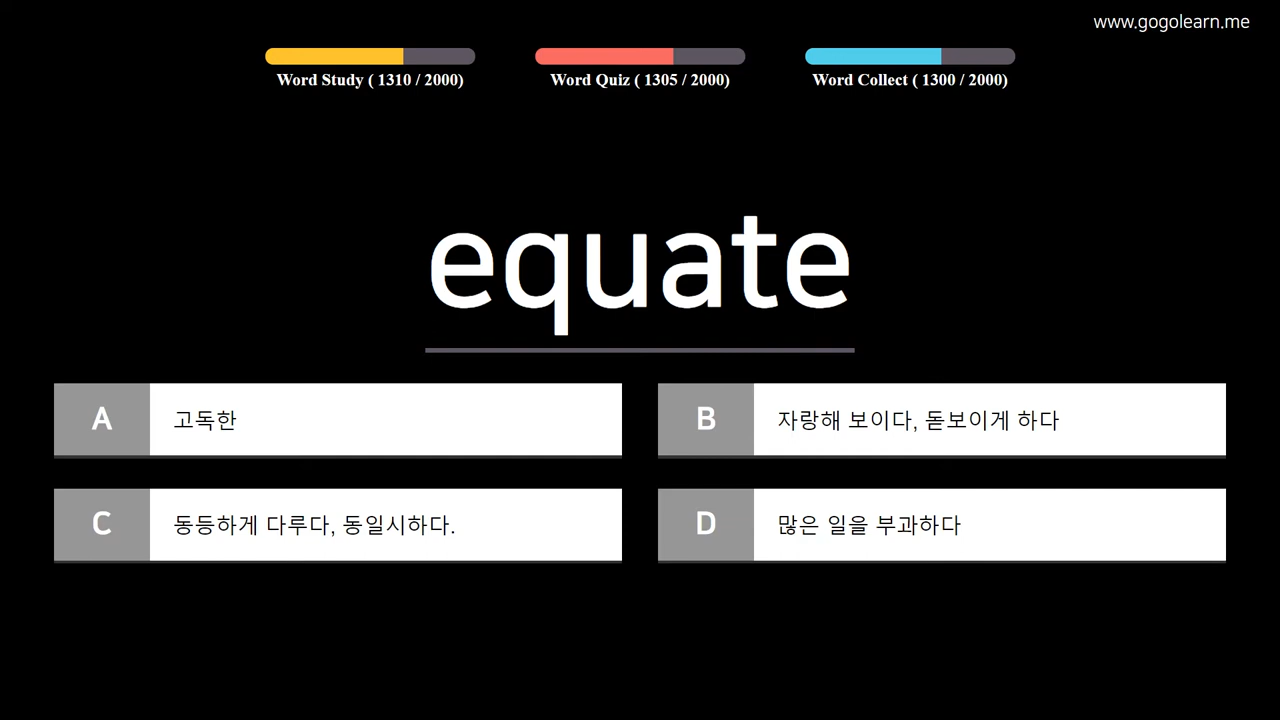 www.gogolearn.me
Word Study ( 1310 / 2000)
Word Quiz ( 1305 / 2000)
Word Collect ( 1300 / 2000)
equate
A 고독한
B 자랑해 보이다, 돋보이게 하다
C 동등하게 다루다, 동일시하다.
D 많은 일을 부과하다